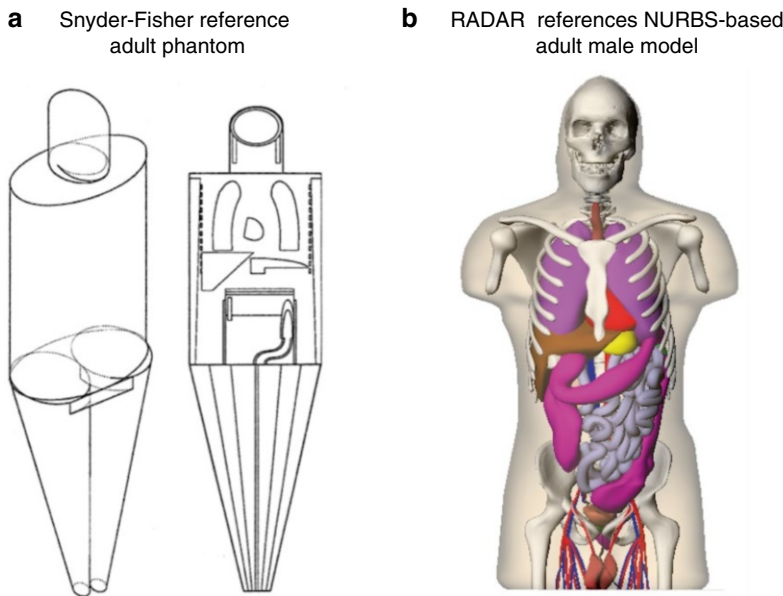 a Snyder-Fisher reference
adult phantom
b RADAR references NURBS-based
adult male model